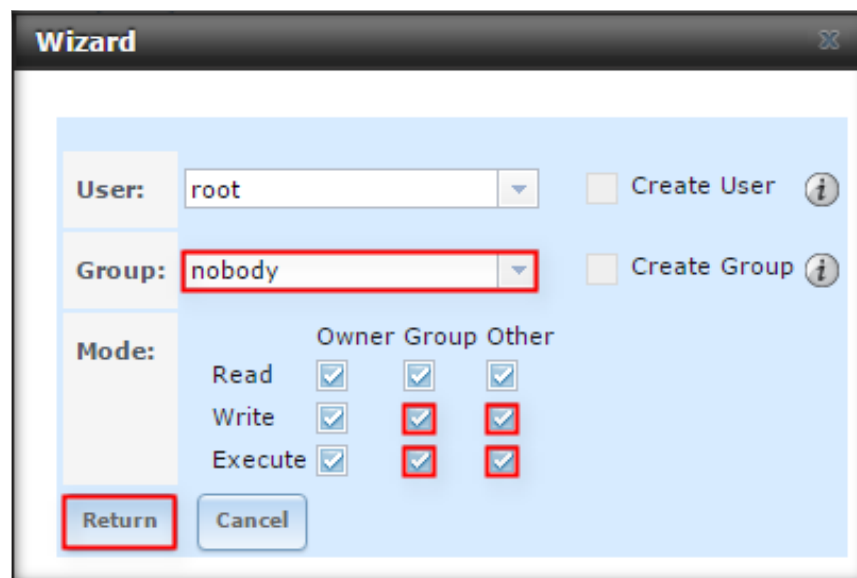 Wizard
User: root Create User i
Group: nobody Create Group i
Mode: Owner Group Other
Read
Write
Execute
Return Cancel